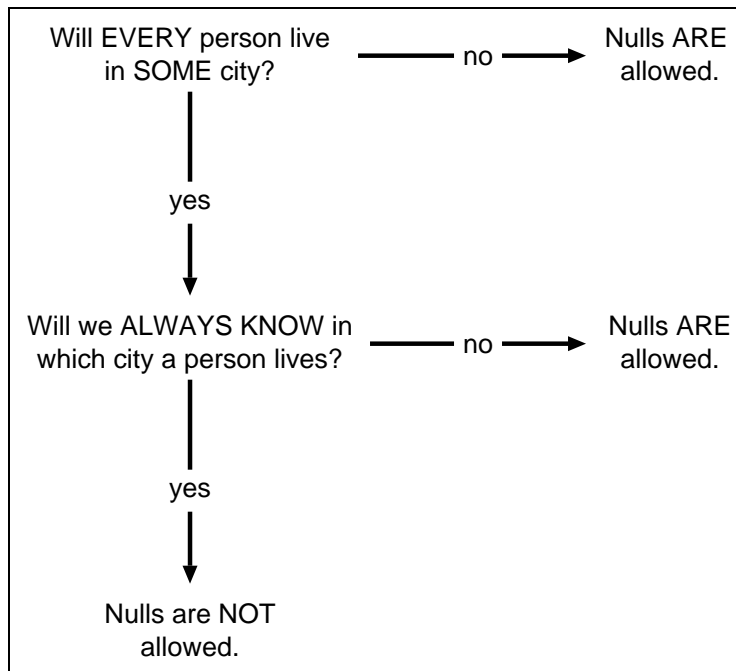 Will EVERY person live
in SOME city?
no
Nulls ARE
allowed.
yes
Will we ALWAYS KNOW in
which city a person lives?
no
Nulls ARE
allowed.
yes
Nulls are NOT
allowed.